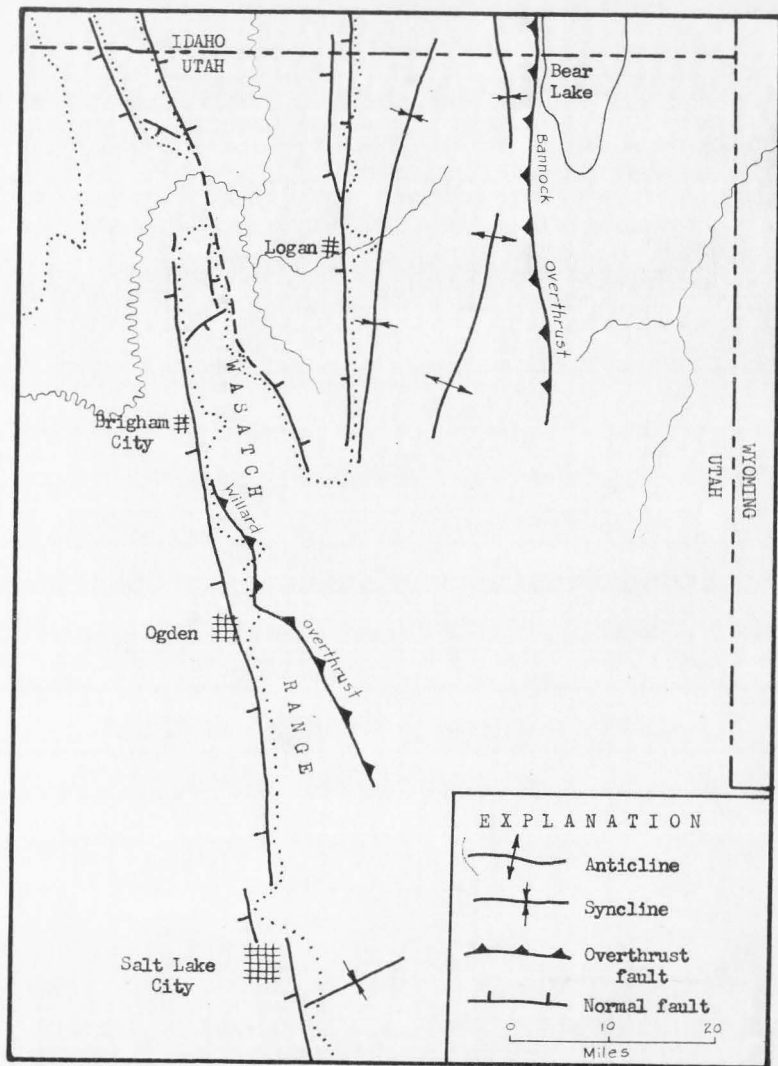 IDAHO
UTAH
Bear
Lake
Bannock
overthrust
Logan
WASATCH
RANGE
Brigham
City
Willard
overthrust
Ogden
UTAH
WYOMING
Salt Lake
City
EXPLANATION
Anticline
Syncline
Overthrust
fault
Normal fault
0 10 20
Miles